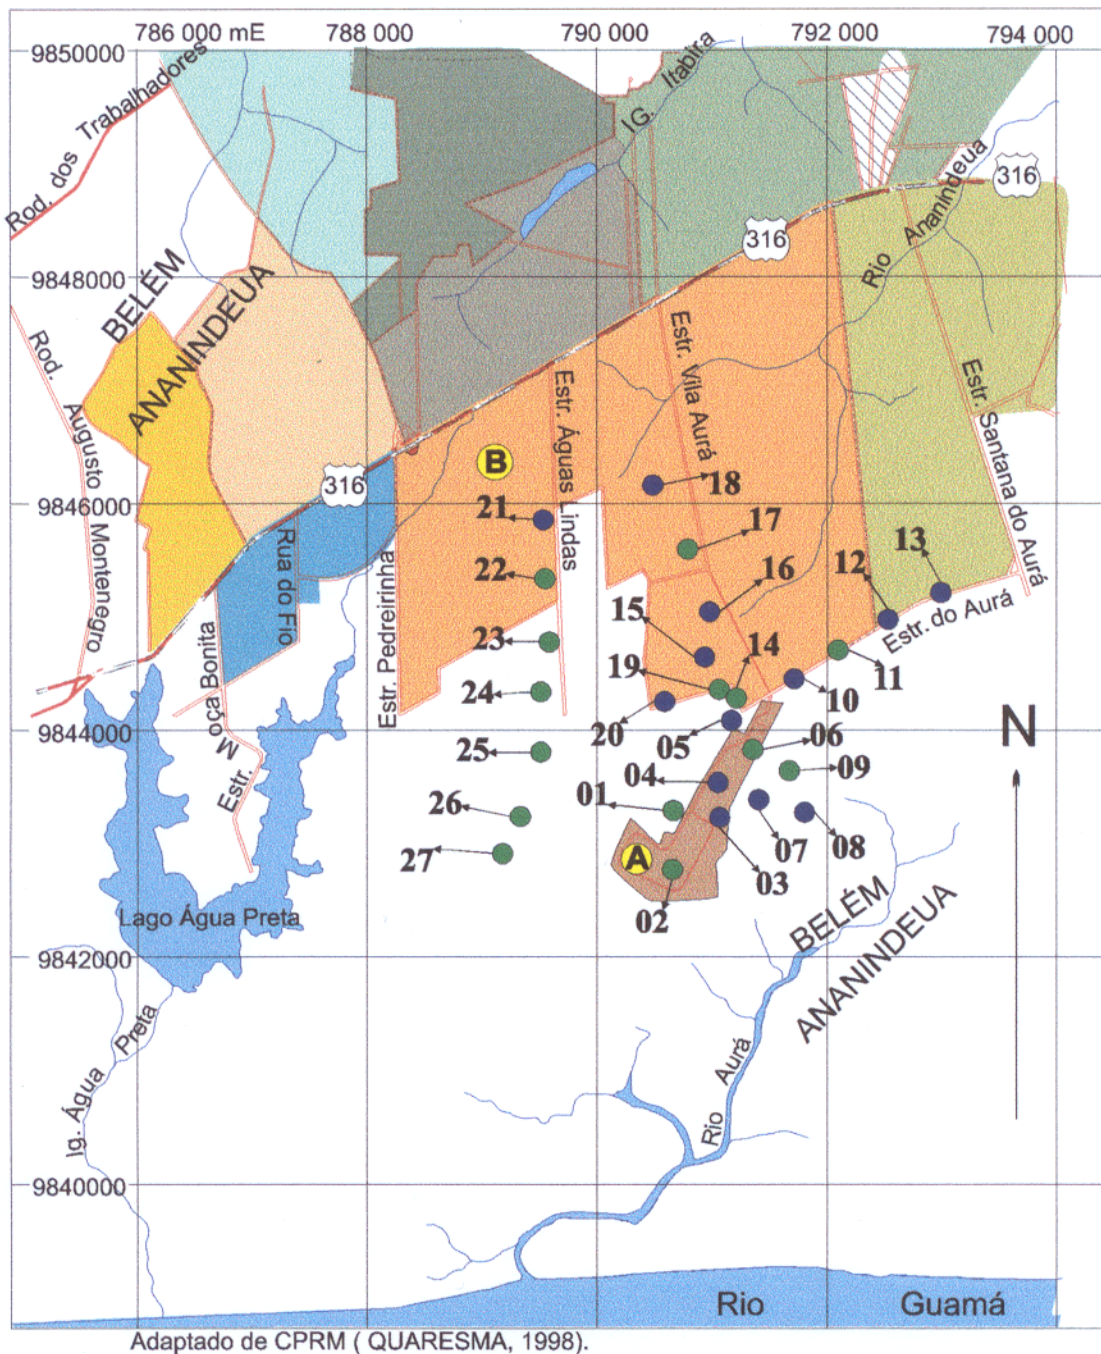 786 000 mE
788 000
790 000
792 000
794 000
9850000
Rod. dos Trabalhadores
IG. Itabira
316
316
Rio Ananindeua
BELÉM
ANANINDEUA
9848000
Rod. Augusto Montenegro
Estr. Vila Aurá
Estr. Águas Lindas
Estr. Santana do Aurá
B
316
18
9846000
21
17
13
Rua do Fio
22
16
12
Estr. Pedreirinha
15
Estr. do Aurá
23
14
19
11
Estr. Moça Bonita
24
10
20
N
9844000
05
06
25
04
09
01
26
07
08
27
A
03
02
Lago Água Preta
BELÉM
ANANINDEUA
9842000
Ig. Água Preta
Rio Aurá
9840000
Rio Guamá
Adaptado de CPRM ( QUARESMA, 1998).